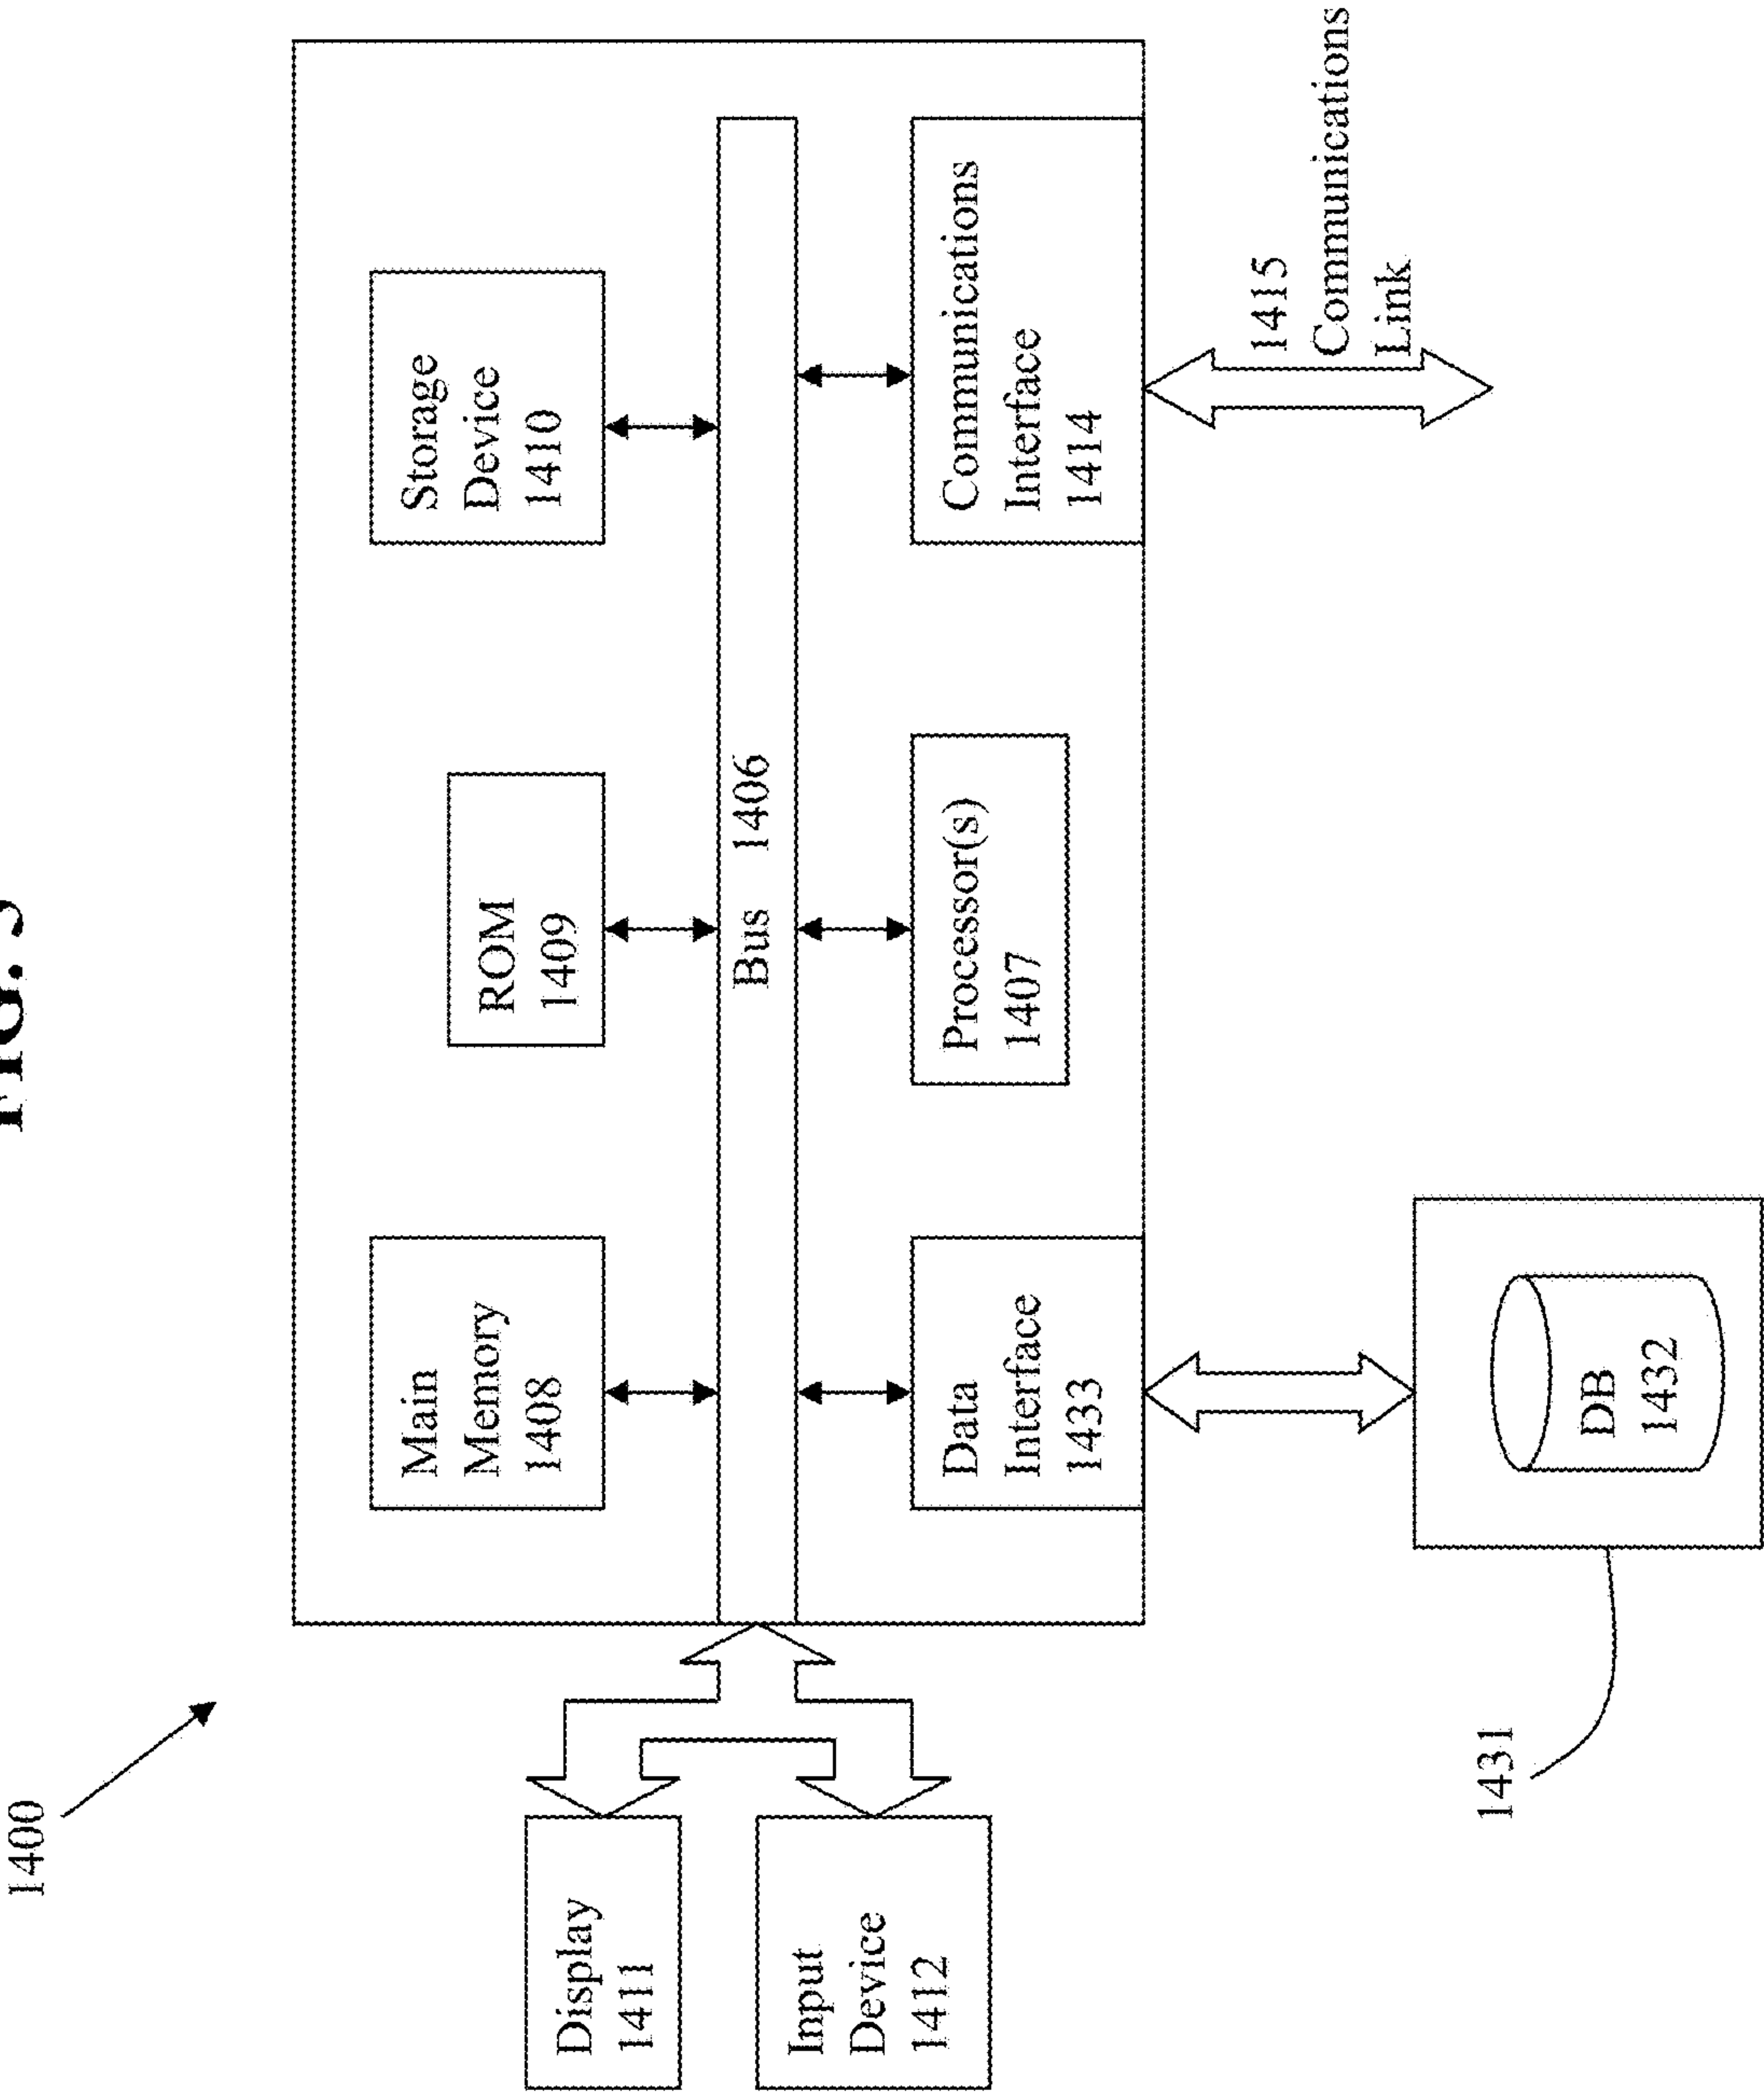 FIG.
1400
Main
Memory
1408
ROM
1409
Storage
Device
1410
Display
1411
Bus 1406
Input
Device
1412
Data
Interface
1433
Processor(s)
1407
Communications
Interface
1414
1415
Communications
Link
1431
DB
1432